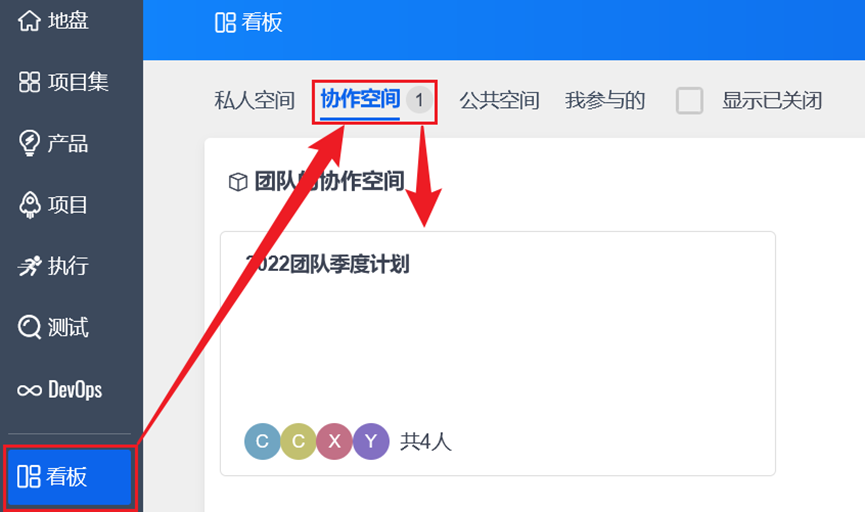 地盘
项目集
产品
项目
执行
测试
DevOps
看板
看板
私人空间 协作空间 1 公共空间 我参与的 显示已关闭
团队的协作空间
2022团队季度计划
C C X Y 共4人